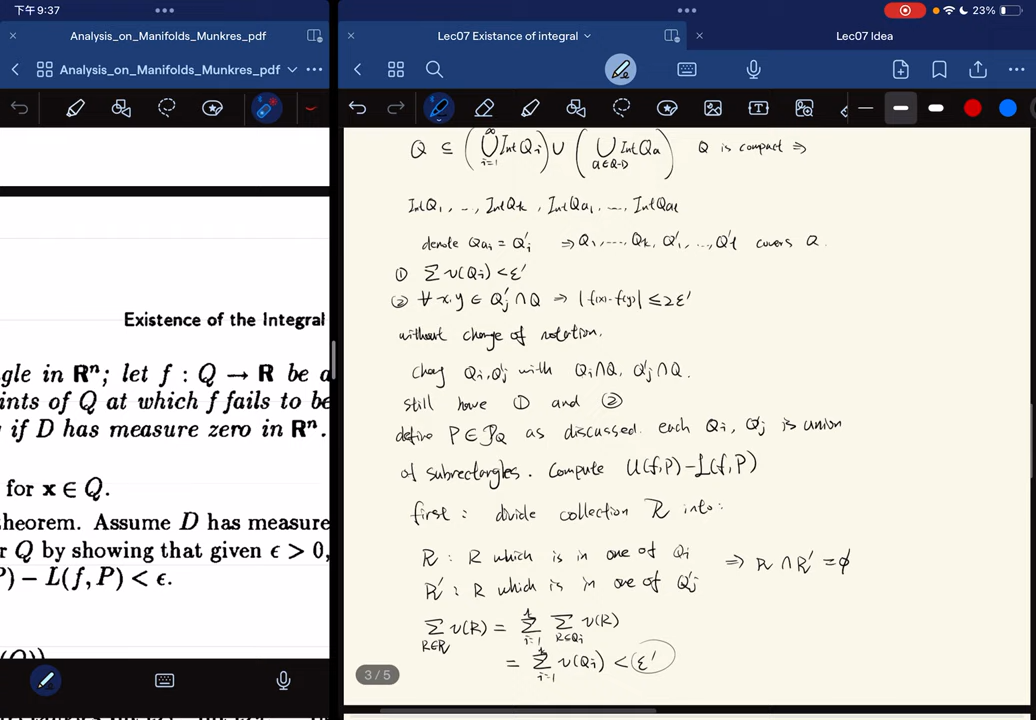 下午9:37
23%
Analysis_on_Manifolds_Munkres_pdf
Lec07 Existance of integral
Lec07 Idea
Analysis_on_Manifolds_Munkres_pdf
Existence of the Integral
gle in Rⁿ; let f : Q → R be a
ints of Q at which f fails to be
if D has measure zero in Rⁿ.
for x ∈ Q.
heorem. Assume D has measure
r Q by showing that given ϵ > 0,
P) − L(f, P) < ϵ.
Q ⊆ (∪_{i=1}^∞ Int Qi) ∪ (∪_{a∈Q-D} Int Qa) Q is compact ⇒
Int Q1, ..., Int Qk, Int Qa1, ..., Int Qaℓ
denote Qai = Q'i ⇒ Q1, ..., Qk, Q'1, ..., Q'ℓ covers Q.
① Σ v(Qi) < ε'
② ∀ x, y ∈ Q'j ∩ Q ⇒ |f(x)-f(y)| ≤ 2ε'
without change of notation.
chang Qi, Q'j with Qi∩Q, Q'j∩Q.
still have ① and ②
define P ∈ 𝒫Q as discussed. each Qi, Q'j is union
of subrectangles. Compute U(f,P)-L(f,P)
first : divide collection R into:
R : R which is in one of Qi
⇒ R ∩ R' = ϕ
R' : R which is in one of Q'j
Σ_{R∈R} v(R) = Σ_{i=1}^k Σ_{R∈Qi} v(R)
= Σ_{i=1}^k v(Qi) < ε'
3 / 5